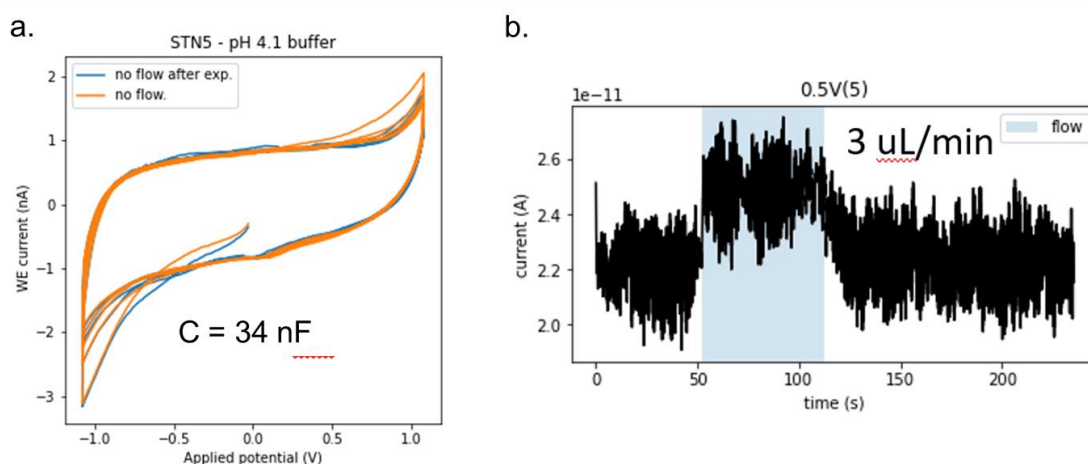 a.
STN5 - pH 4.1 buffer
no flow after exp.
no flow.
2
1
0
−1
−2
−3
WE current (nA)
C = 34 nF
−1.0 −0.5 0.0 0.5 1.0
Applied potential (V)
b.
0.5V(5)
1e−11
flow
3 uL/min
2.6
2.4
2.2
2.0
current (A)
0 50 100 150 200
time (s)